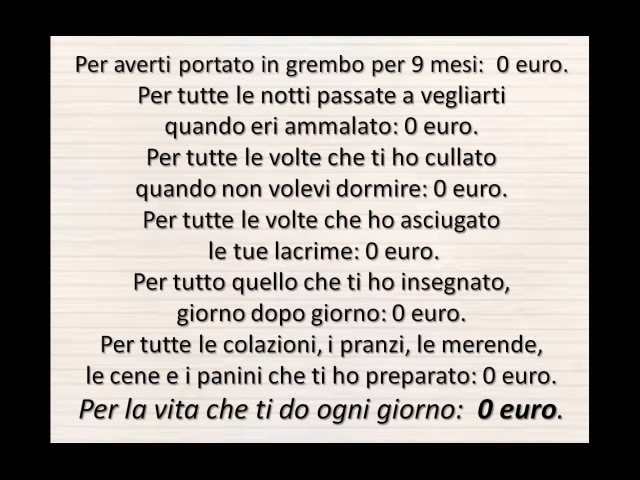 Per averti portato in grembo per 9 mesi:  0 euro.
Per tutte le notti passate a vegliarti
quando eri ammalato: 0 euro.
Per tutte le volte che ti ho cullato
quando non volevi dormire: 0 euro.
Per tutte le volte che ho asciugato
le tue lacrime: 0 euro.
Per tutto quello che ti ho insegnato,
giorno dopo giorno: 0 euro.
Per tutte le colazioni, i pranzi, le merende,
le cene e i panini che ti ho preparato: 0 euro.
Per la vita che ti do ogni giorno:  0 euro.